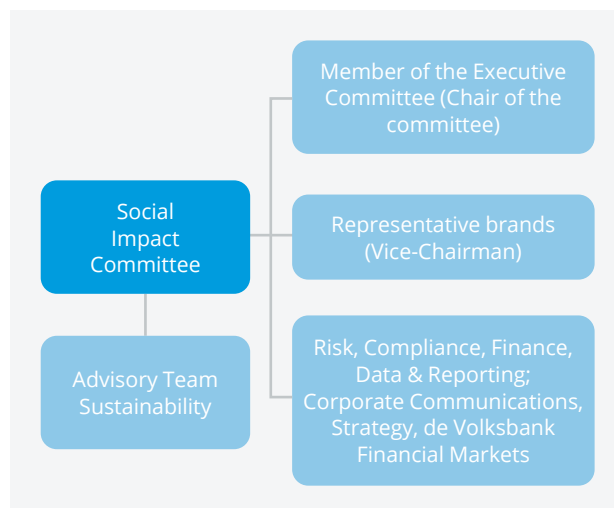 Member of the Executive
Committee (Chair of the
committee)
Social
Impact
Committee
Representative brands
(Vice-Chairman)
Advisory Team
Sustainability
Risk, Compliance, Finance,
Data & Reporting;
Corporate Communications,
Strategy, de Volksbank
Financial Markets